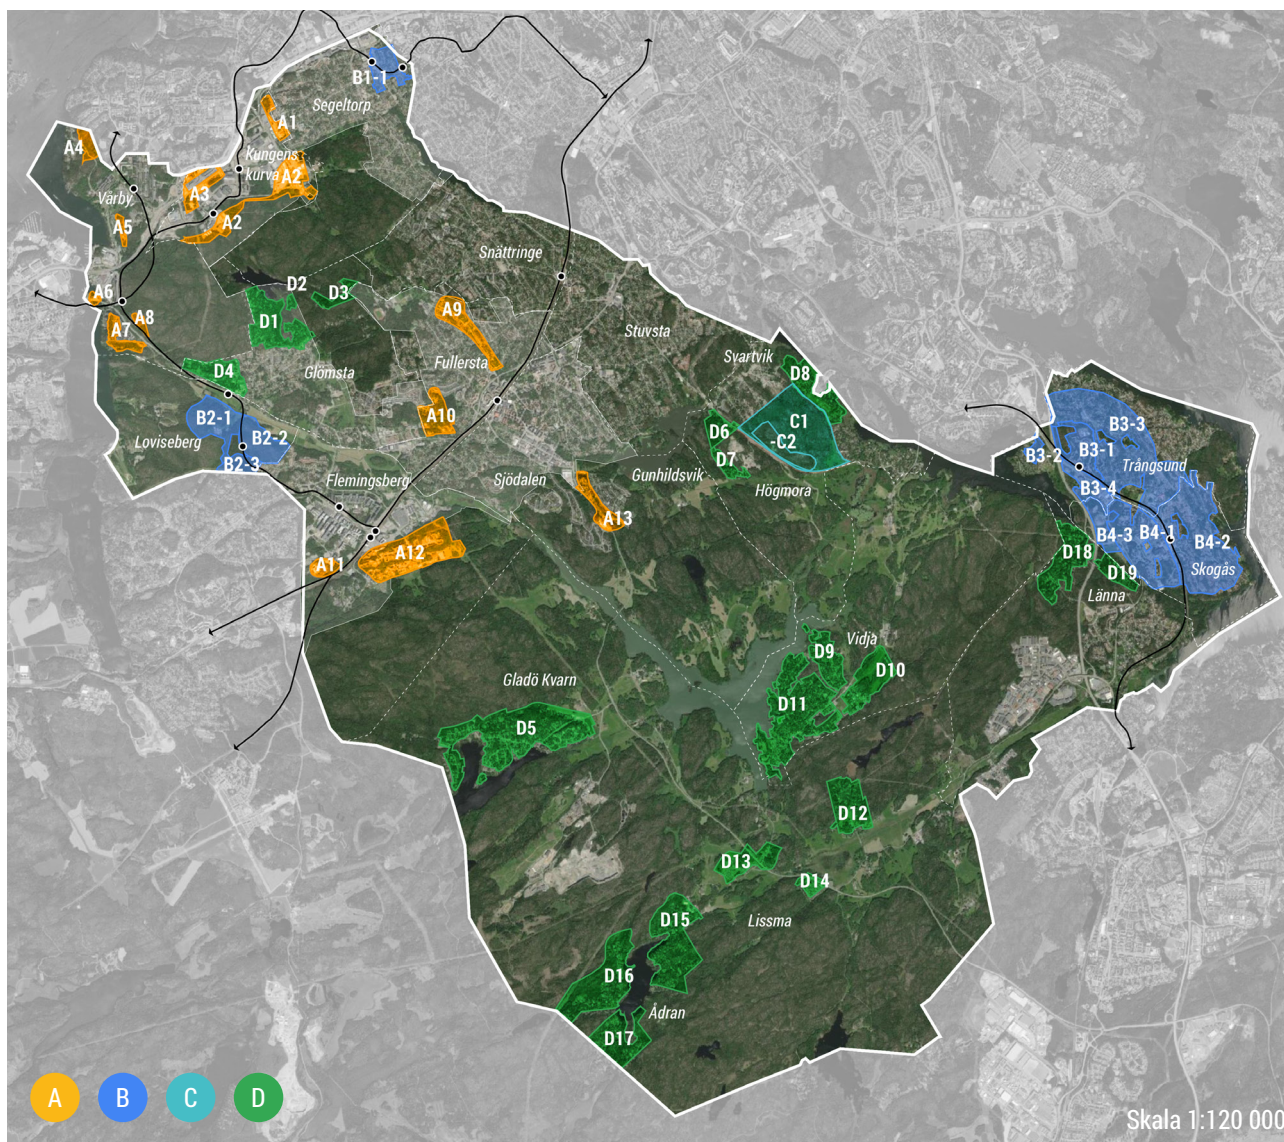 B1-1
Segeltorp
A1
A4
Kungens
kurva
A2
A3
Vårby
A5
A2
Snättringe
D2
D3
A6
A9
D1
A7
A8
Stuvsta
Svartvik
Fullersta
D4
Glömsta
D8
A10
B2-1
C1
D6
B3-3
Loviseberg
B2-2
-C2
B3-1
B3-2
B2-3
D7
Trångsund
Flemingsberg
Sjödalen
Gunhildsvik
Högmora
B3-4
A13
B4-3
B4-1
B4-2
A12
A11
D18
D19
Skogås
Länna
Vidja
D9
D10
Gladö Kvarn
D11
D5
D12
D13
D14
D15
Lissma
D16
Ådran
D17
A
B
C
D
Skala 1:120 000